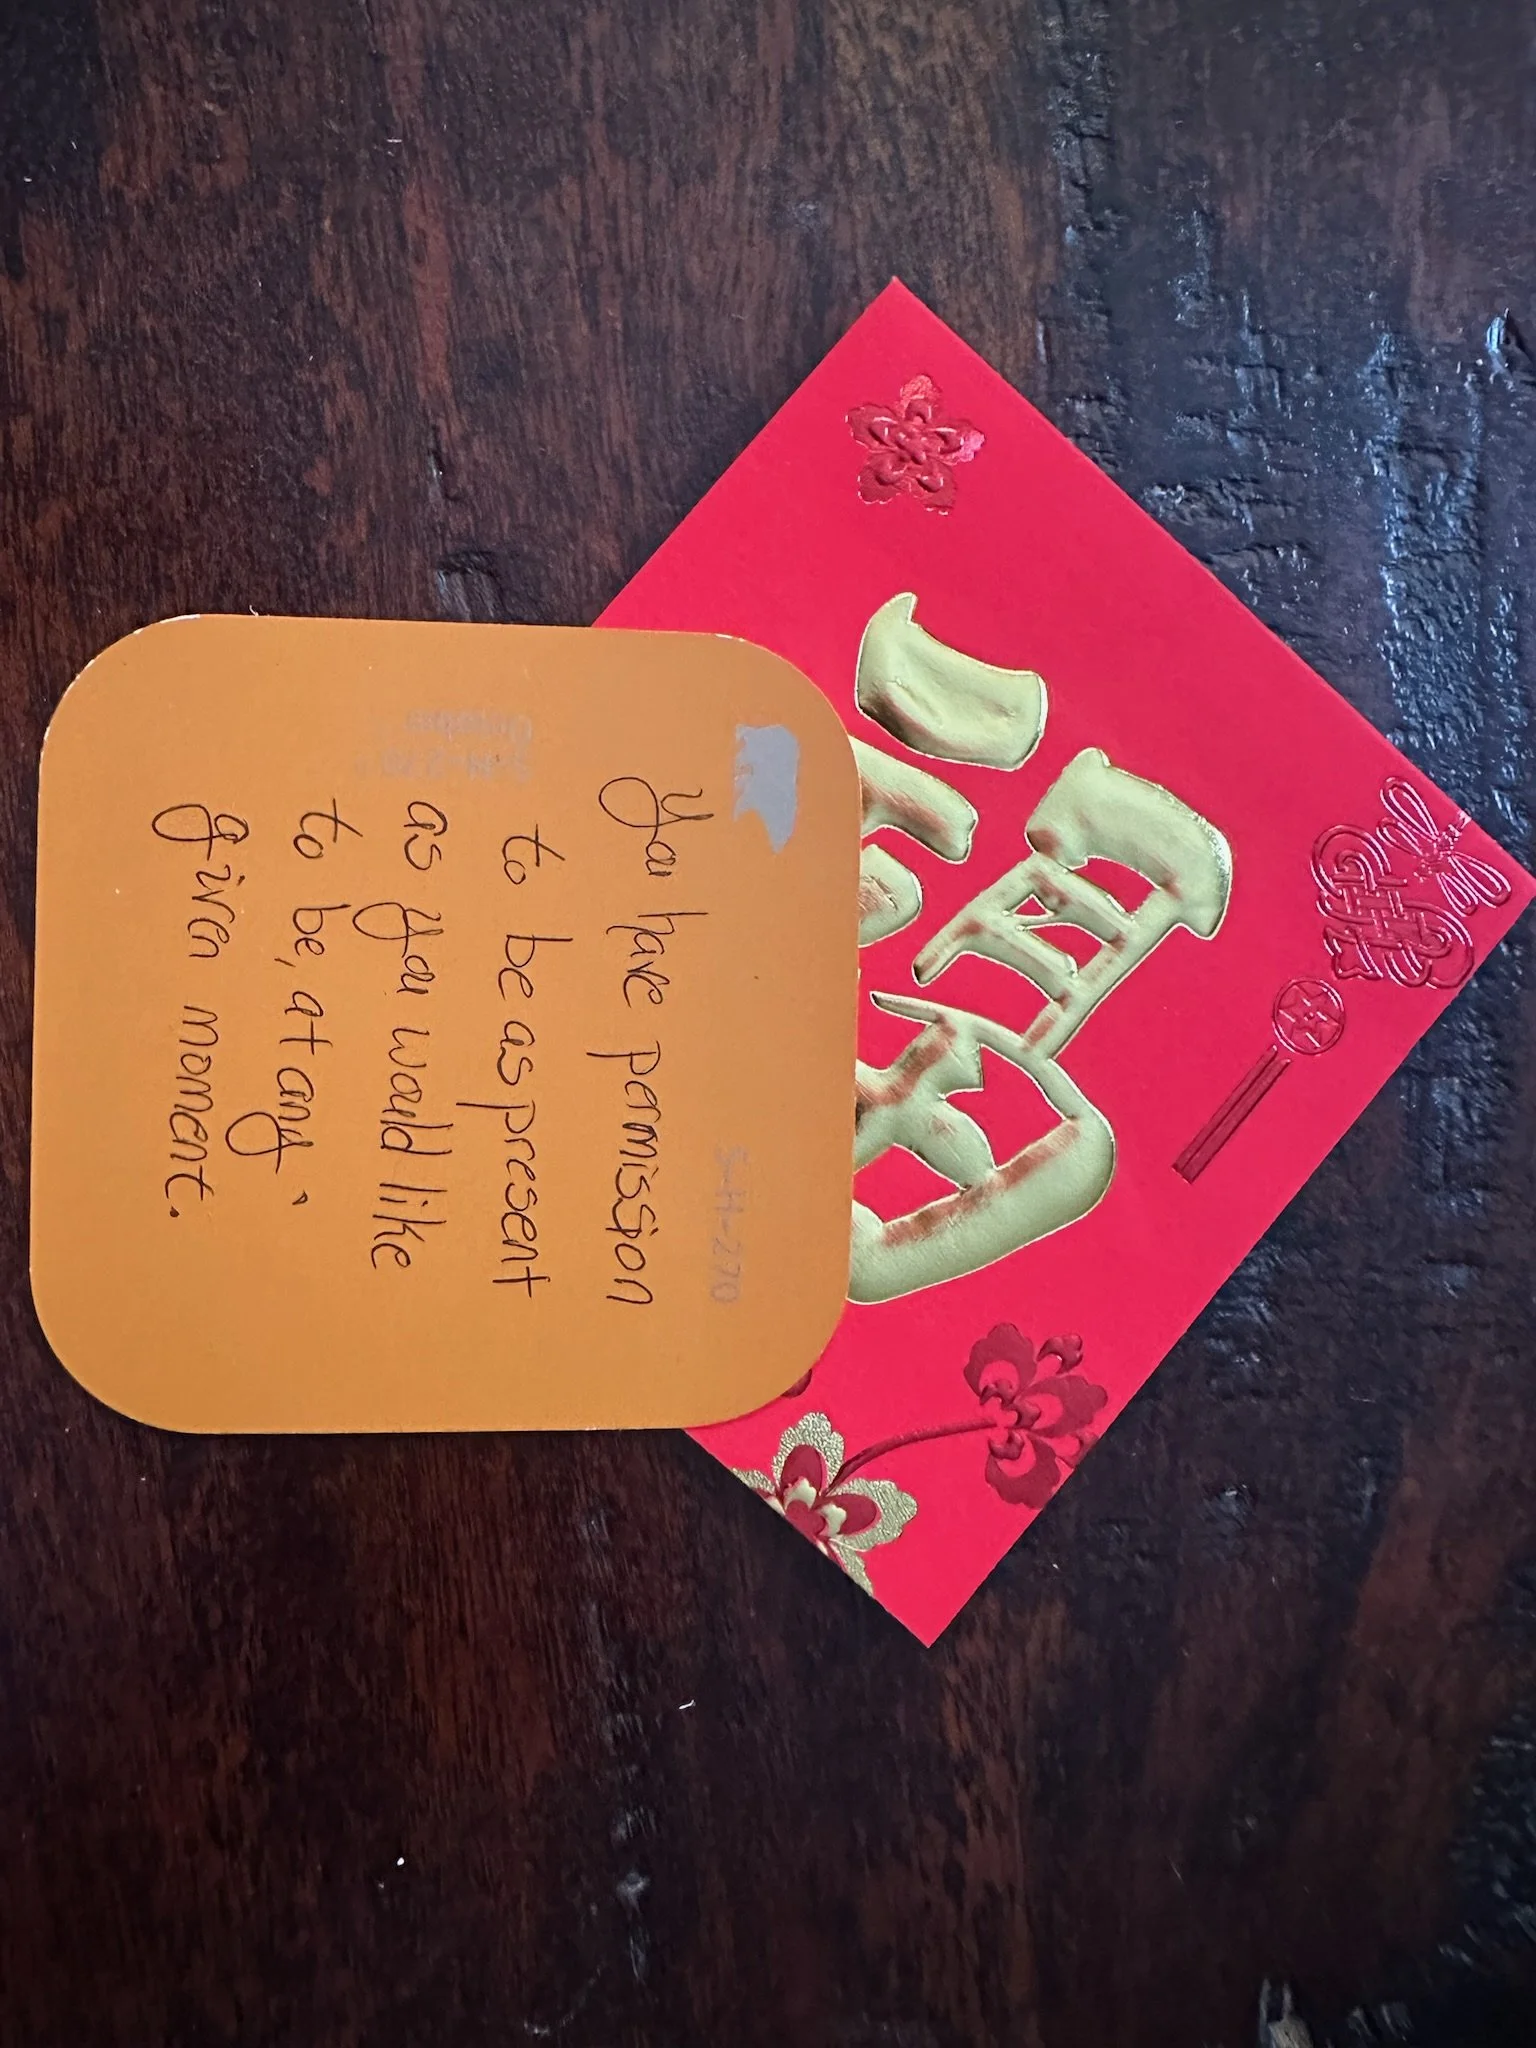 You have permission
to be as present
as you would like
to be, at any
given moment.
福